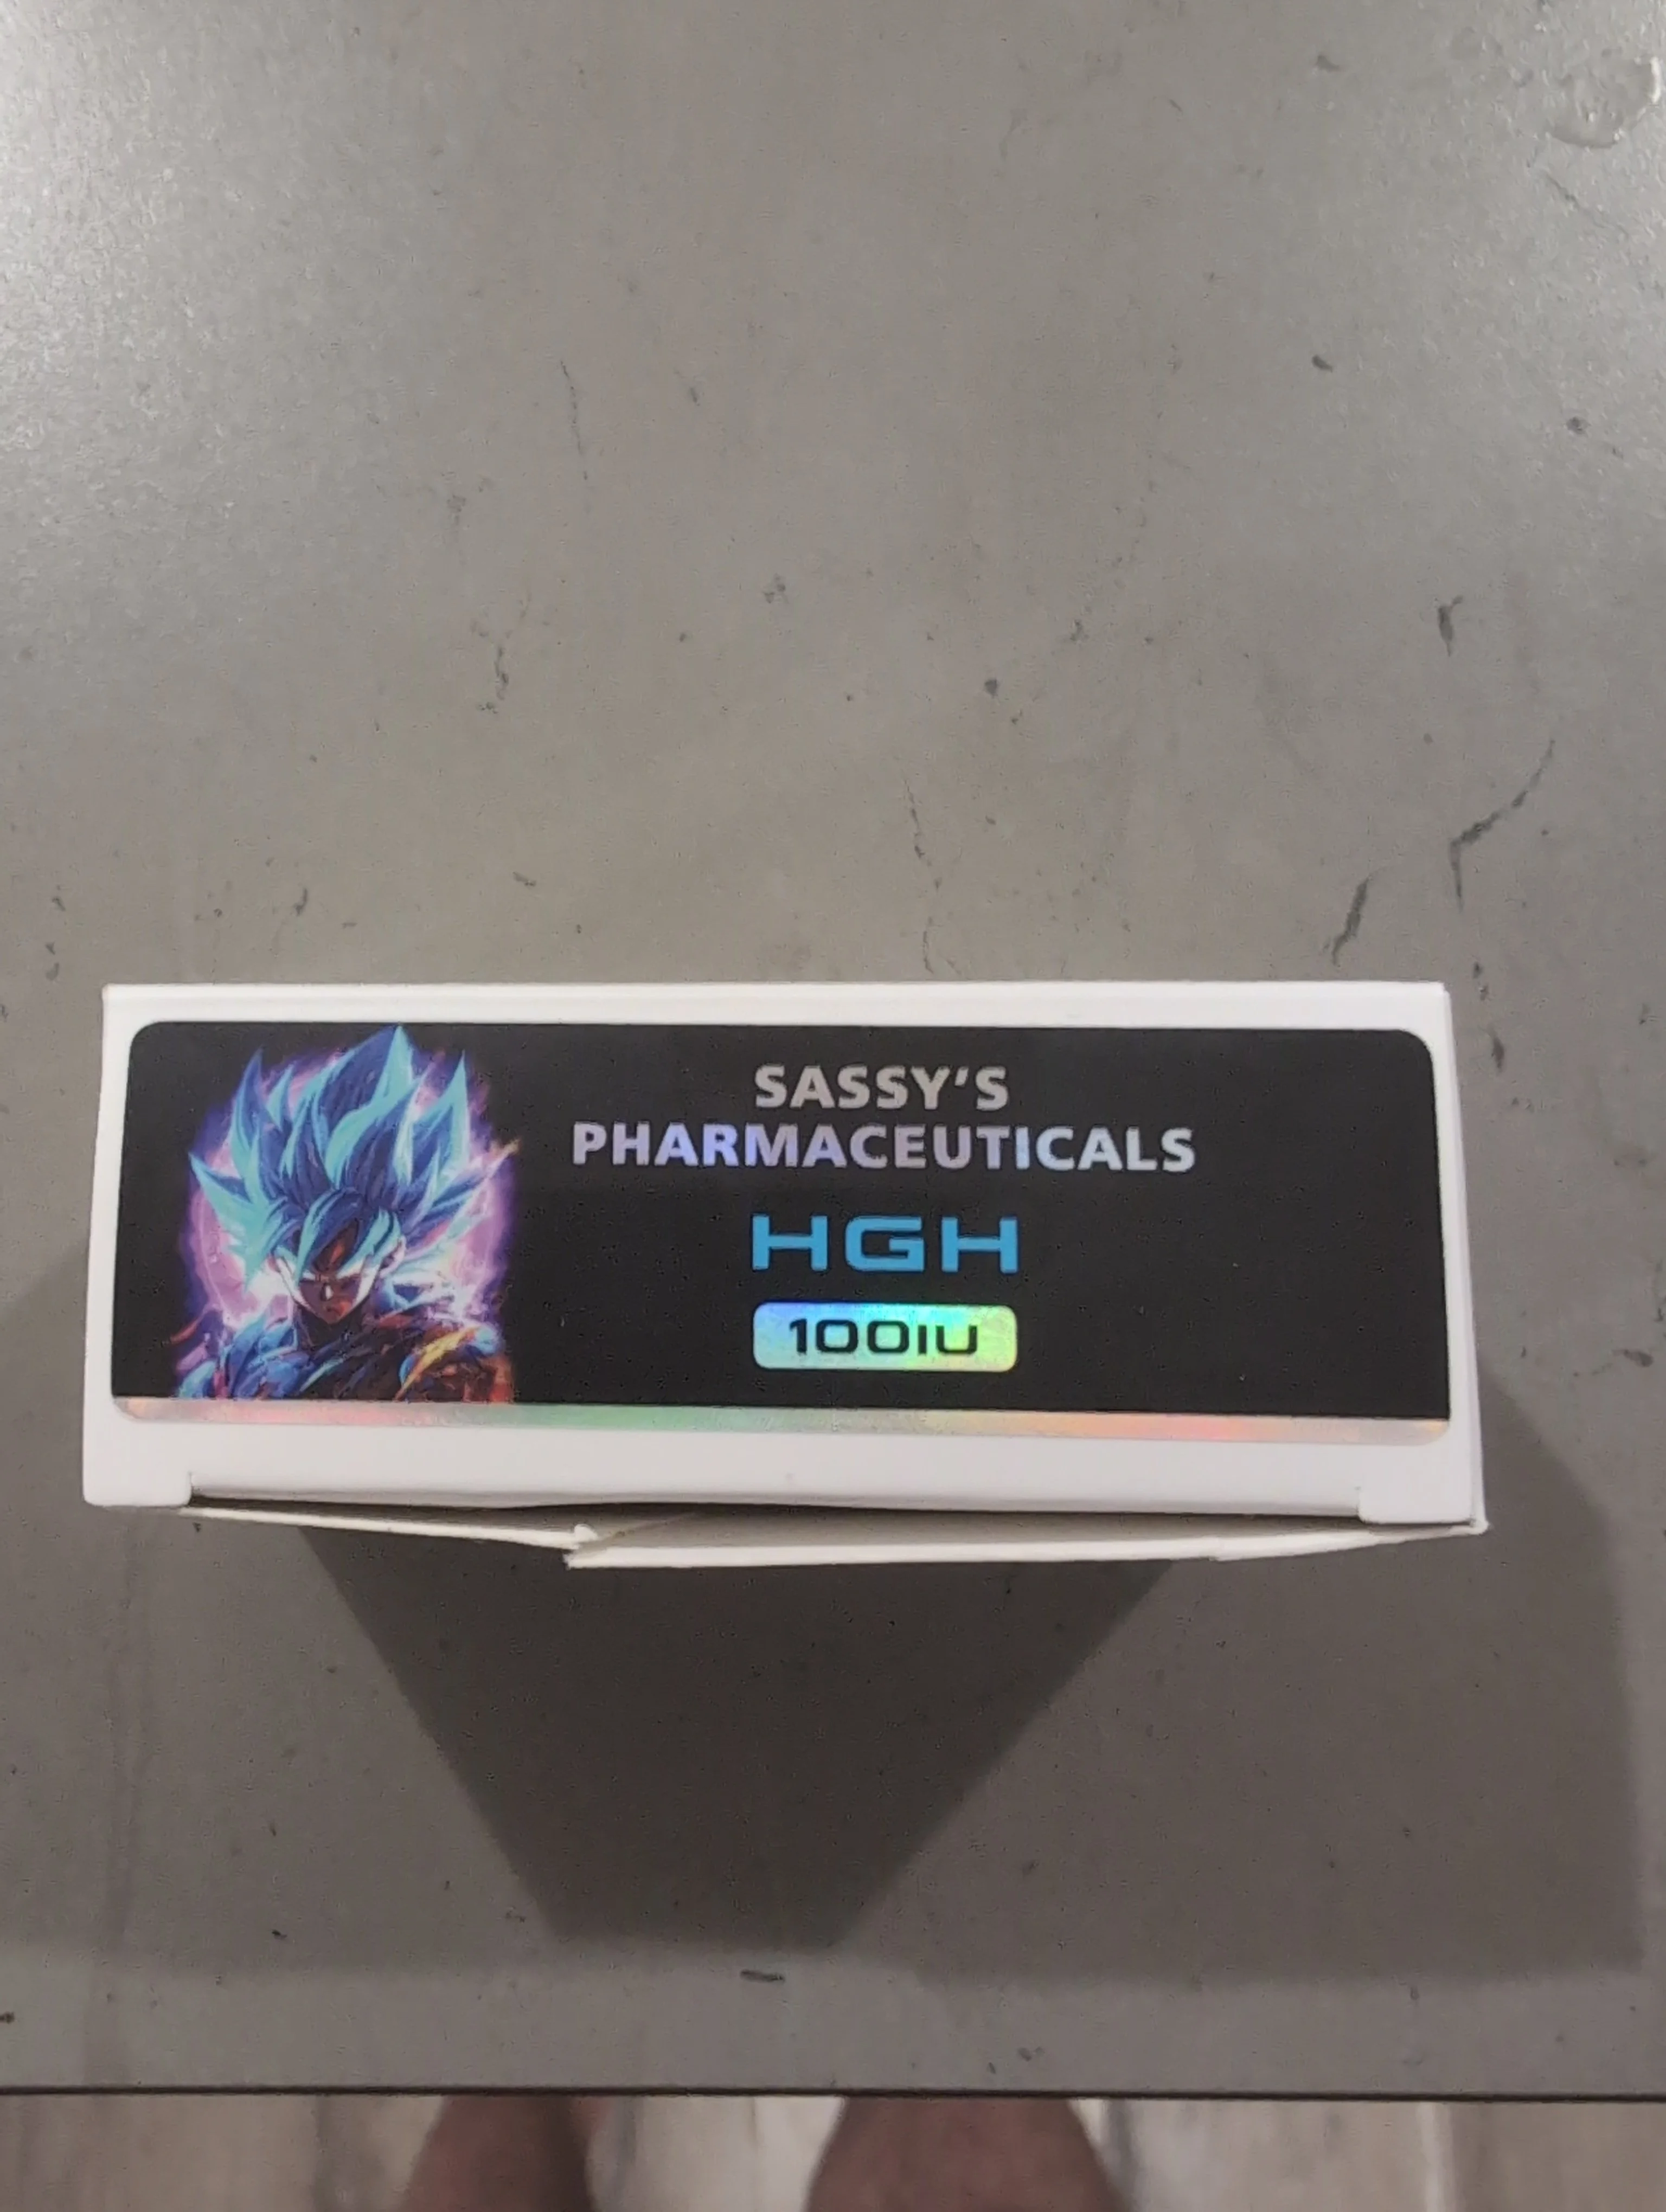 SASSY'S
PHARMACEUTICALS
HGH
100IU